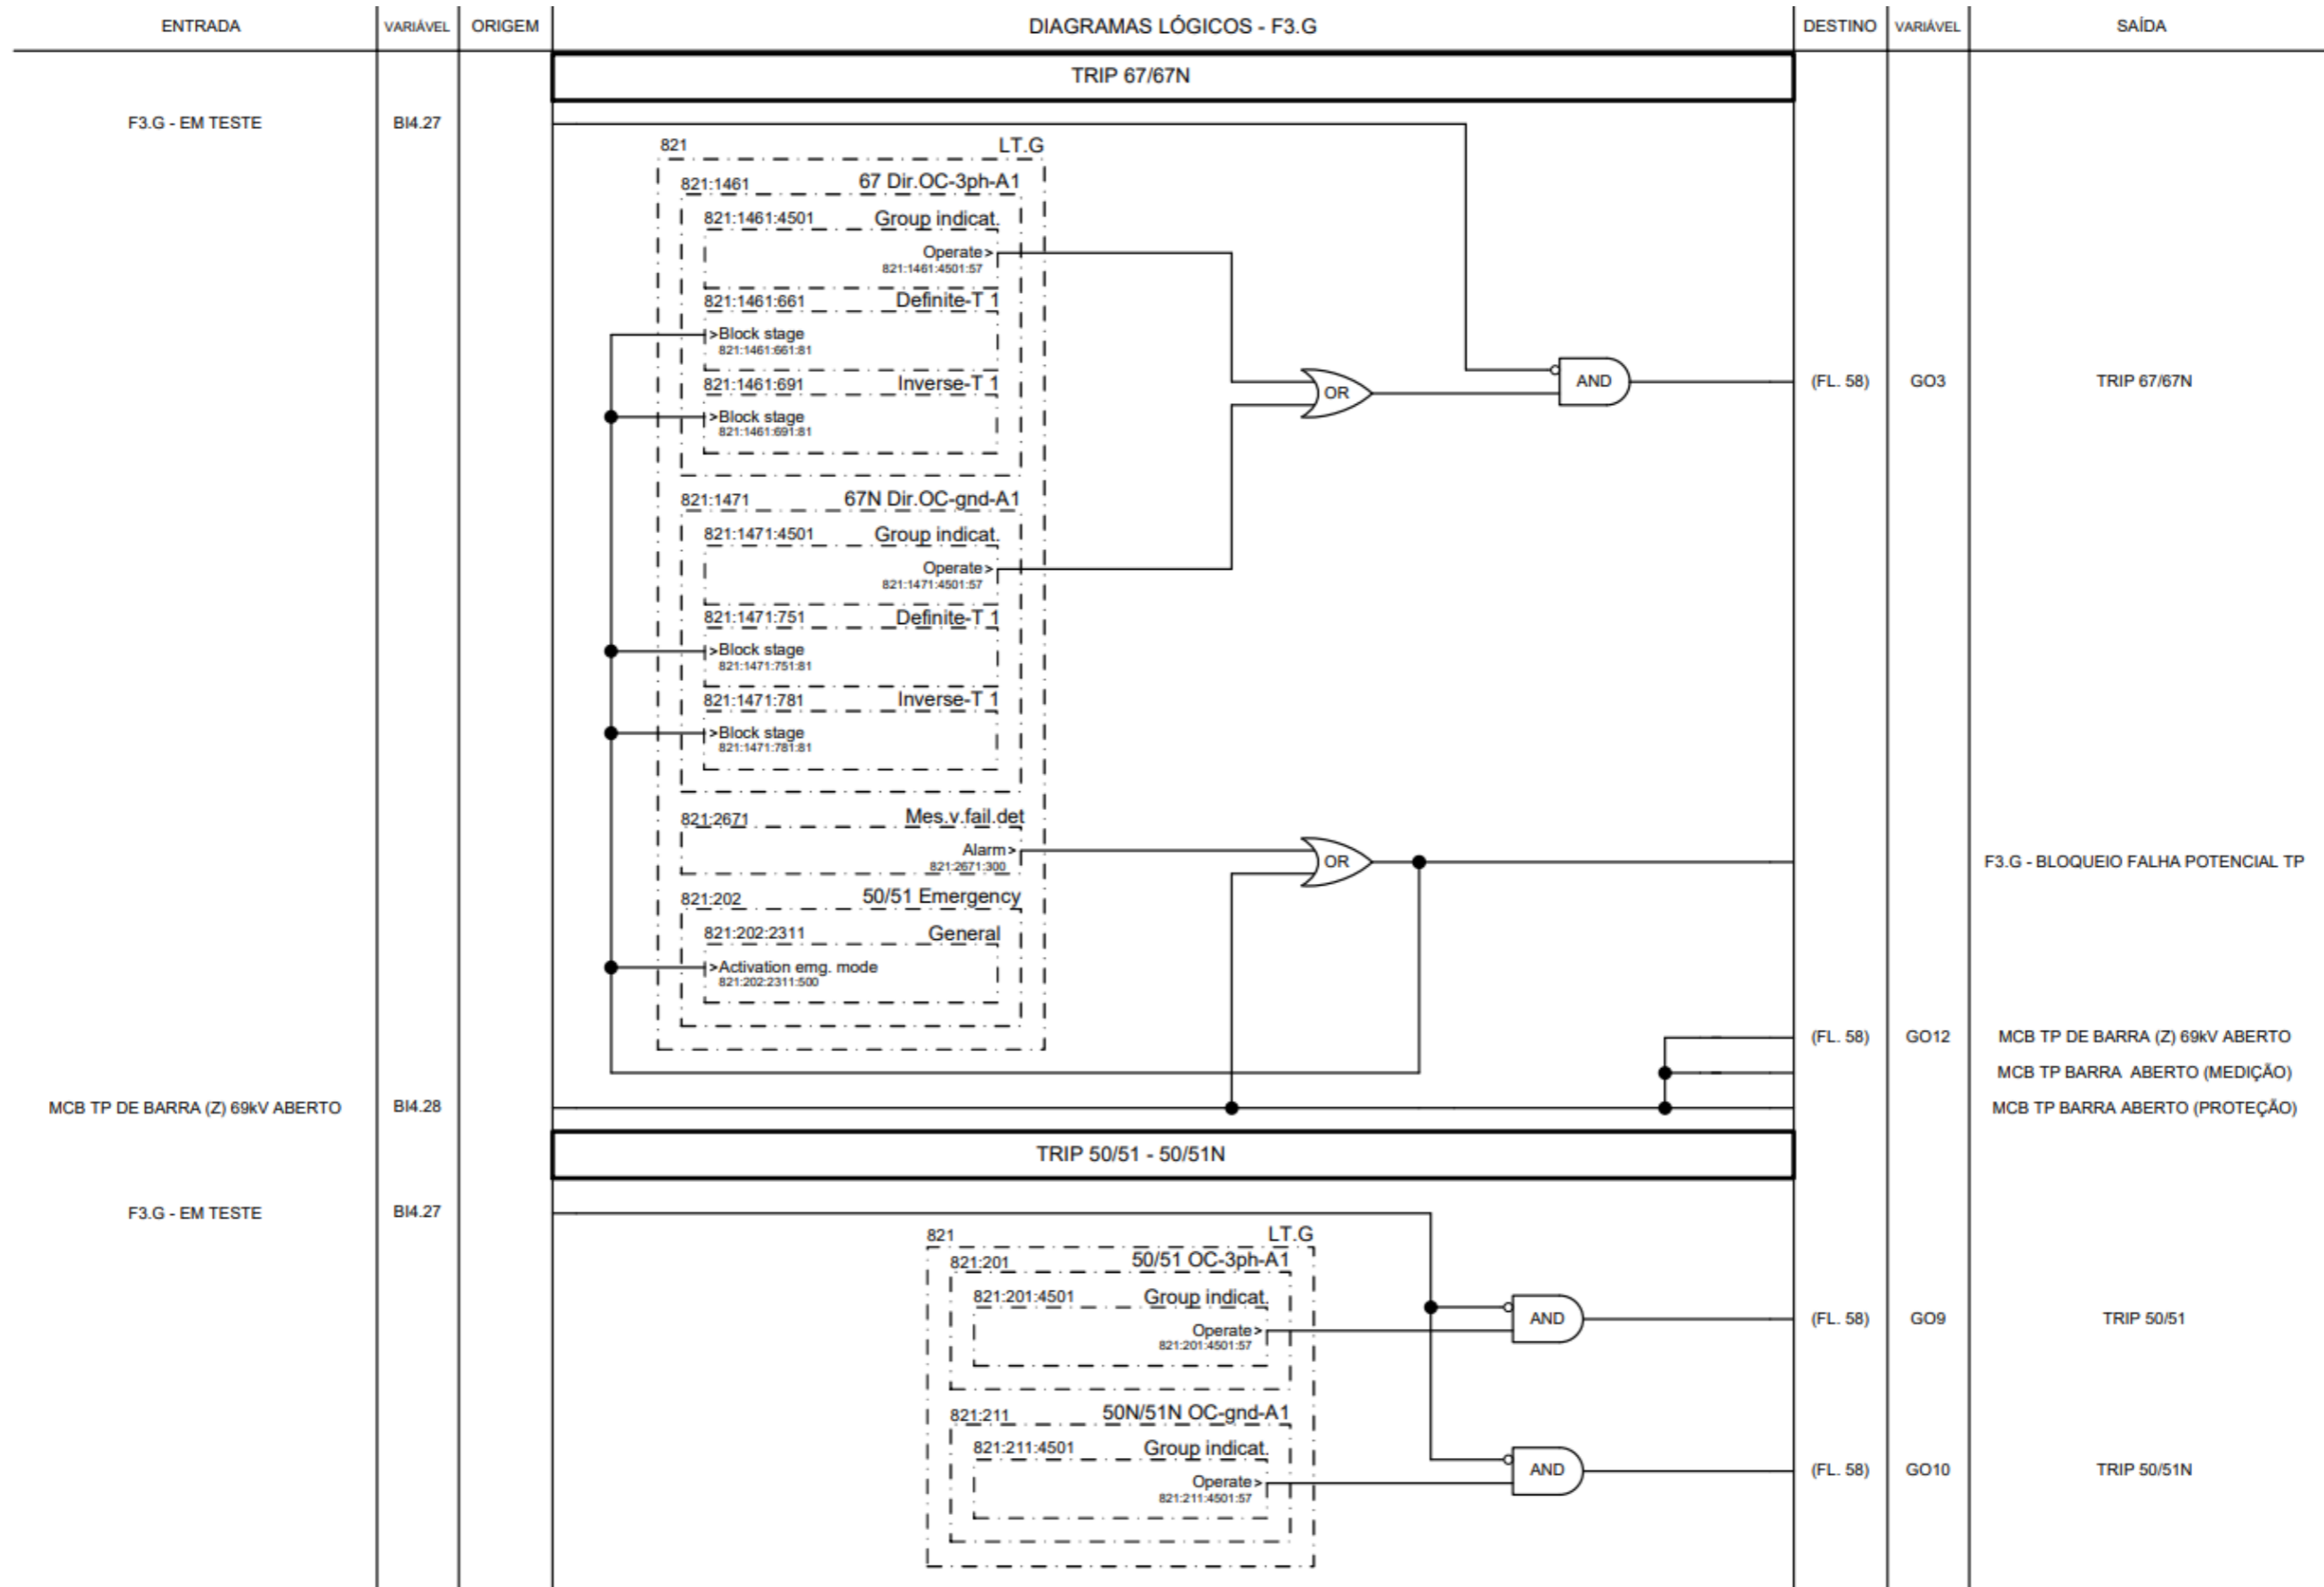 ENTRADA VARIÁVEL ORIGEM DIAGRAMAS LÓGICOS - F3.G DESTINO VARIÁVEL SAÍDA
TRIP 67/67N
F3.G - EM TESTE BI4.27
821 LT.G
821:1461 67 Dir.OC-3ph-A1
821:1461:4501 Group indicat.
Operate>
821:1461:4501:57
821:1461:661 Definite-T 1
>Block stage
821:1461:661:81
821:1461:691 Inverse-T 1
>Block stage
821:1461:691:81
OR
AND
(FL. 58) GO3 TRIP 67/67N
821:1471 67N Dir.OC-gnd-A1
821:1471:4501 Group indicat.
Operate>
821:1471:4501:57
821:1471:751 Definite-T 1
>Block stage
821:1471:751:81
821:1471:781 Inverse-T 1
>Block stage
821:1471:781:81
821:2671 Mes.v.fail.det
Alarm>
821:2671:300
OR
F3.G - BLOQUEIO FALHA POTENCIAL TP
821:202 50/51 Emergency
821:202:2311 General
>Activation emg. mode
821:202:2311:500
(FL. 58) GO12 MCB TP DE BARRA (Z) 69kV ABERTO
MCB TP BARRA ABERTO (MEDIÇÃO)
MCB TP DE BARRA (Z) 69kV ABERTO BI4.28 MCB TP BARRA ABERTO (PROTEÇÃO)
TRIP 50/51 - 50/51N
F3.G - EM TESTE BI4.27
821 LT.G
821:201 50/51 OC-3ph-A1
821:201:4501 Group indicat.
Operate>
821:201:4501:57
AND
(FL. 58) GO9 TRIP 50/51
821:211 50N/51N OC-gnd-A1
821:211:4501 Group indicat.
Operate>
821:211:4501:57
AND
(FL. 58) GO10 TRIP 50/51N